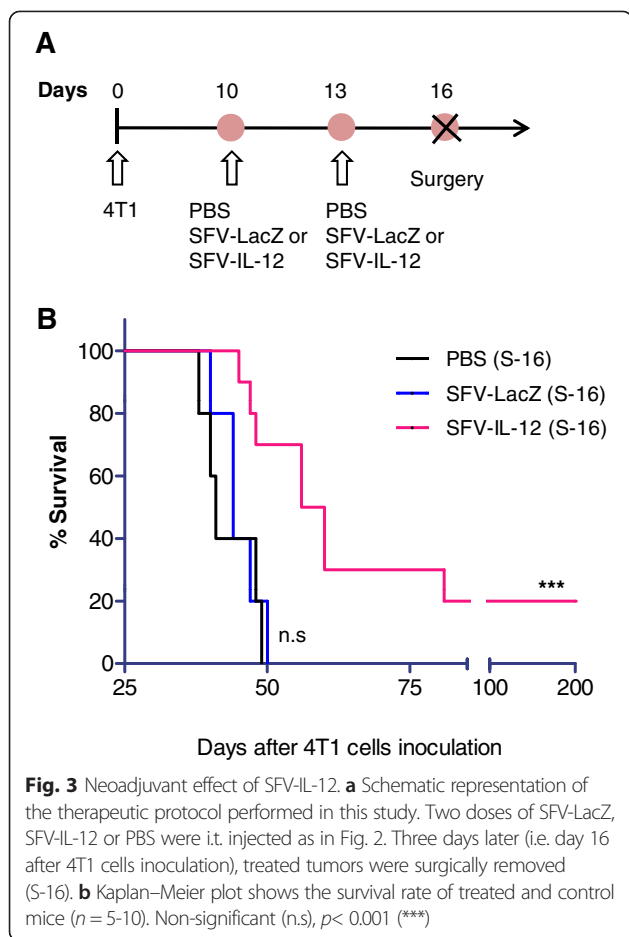 A
Days 0 10 13 16
4T1
PBS
SFV-LacZ or
SFV-IL-12
PBS
SFV-LacZ or
SFV-IL-12
Surgery
B
% Survival
100
80
60
40
20
0
PBS (S-16)
SFV-LacZ (S-16)
SFV-IL-12 (S-16)
***
n.s
25 50 75 100 200
Days after 4T1 cells inoculation
Fig. 3 Neoadjuvant effect of SFV-IL-12. a Schematic representation of
the therapeutic protocol performed in this study. Two doses of SFV-LacZ,
SFV-IL-12 or PBS were i.t. injected as in Fig. 2. Three days later (i.e. day 16
after 4T1 cells inoculation), treated tumors were surgically removed
(S-16). b Kaplan–Meier plot shows the survival rate of treated and control
mice (n = 5-10). Non-significant (n.s), p< 0.001 (***)